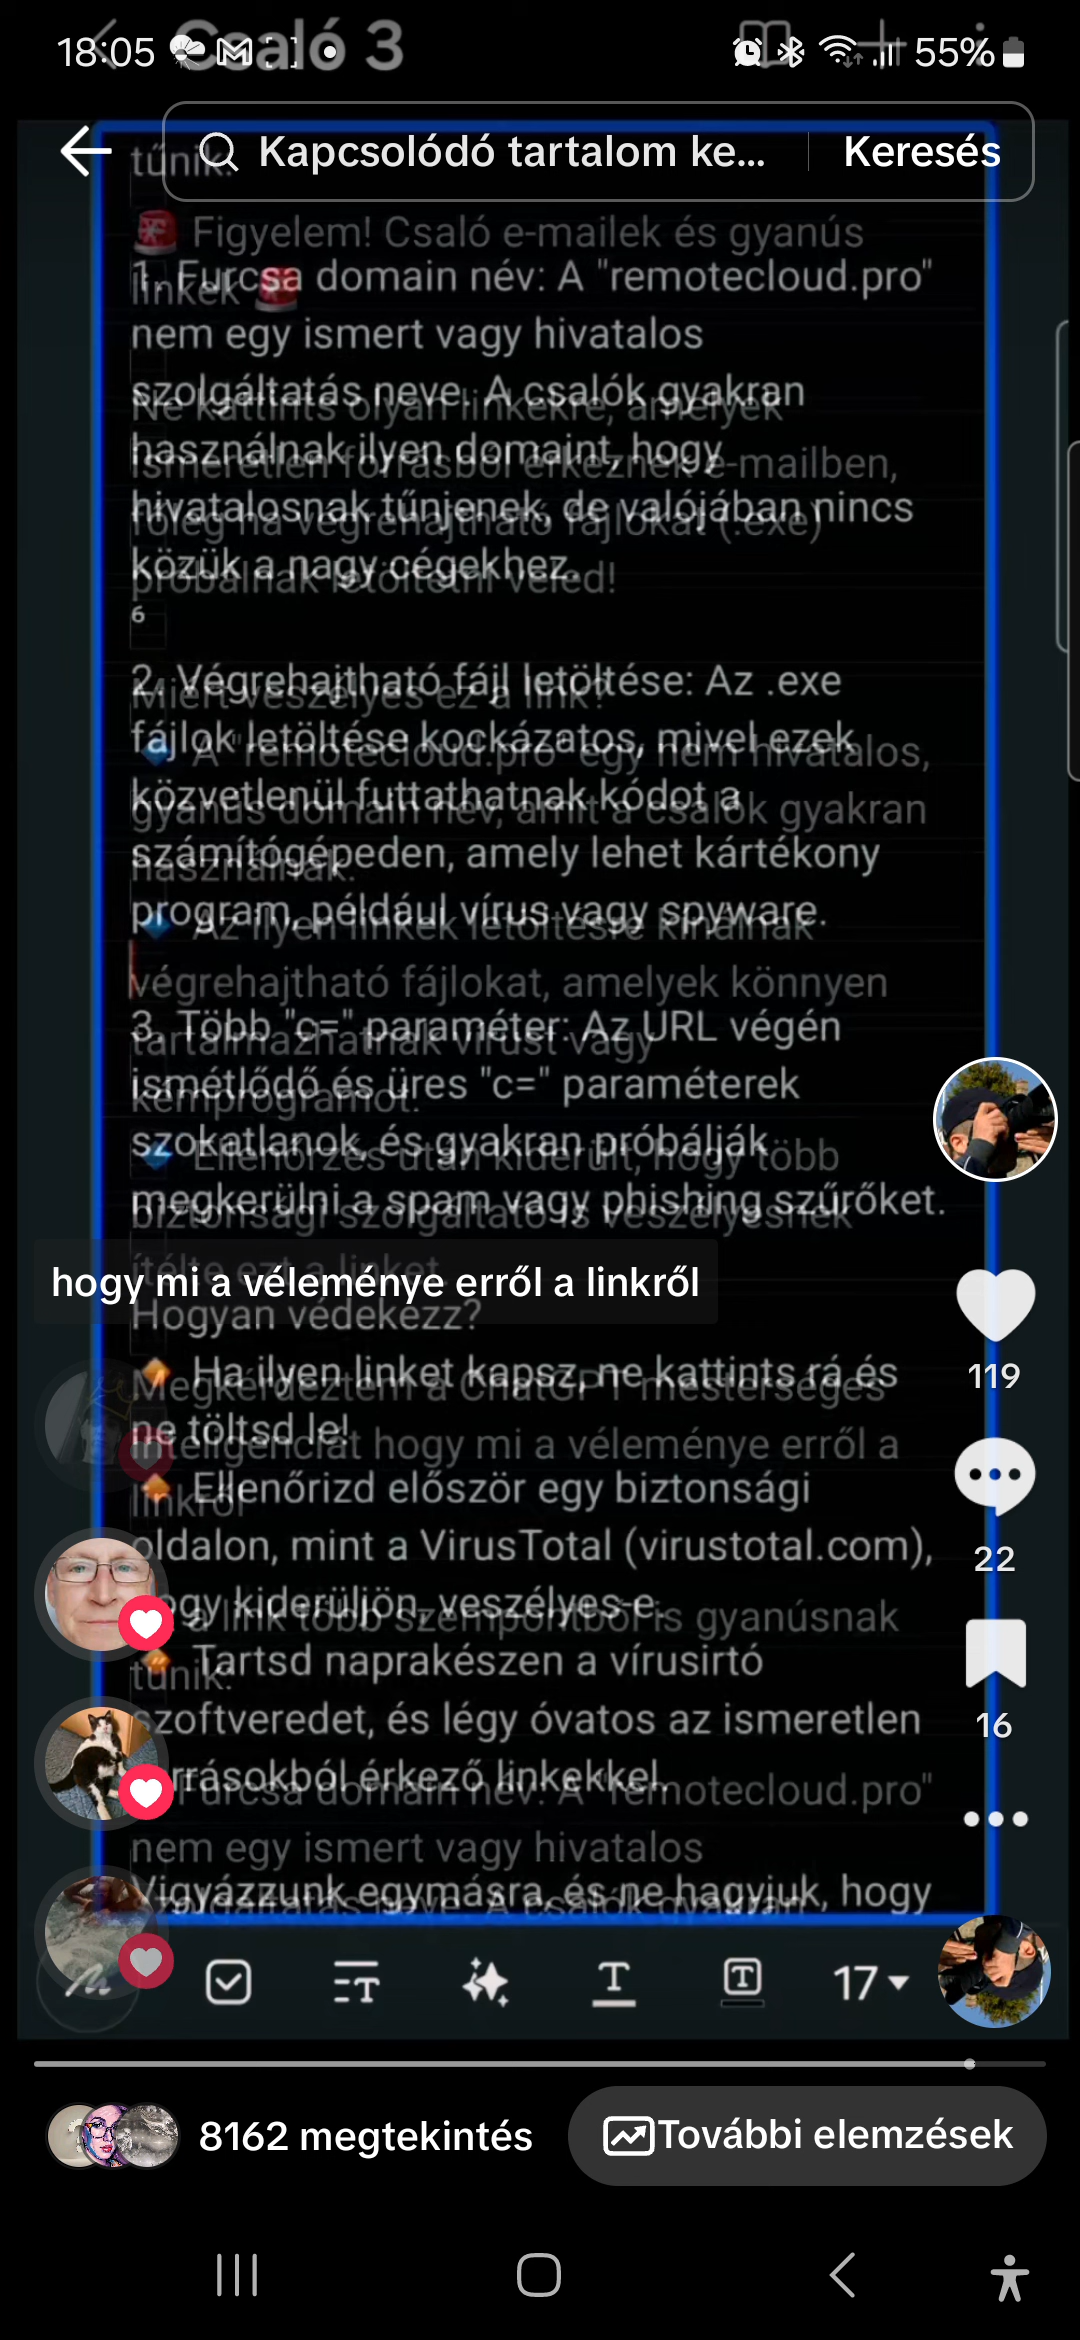 Csaló 3
18:05
55%
Kapcsolódó tartalom ke...
Keresés
tűnik.
Figyelem! Csaló e-mailek és gyanús
linkek
1. Furcsa domain név: A "remotecloud.pro"
nem egy ismert vagy hivatalos
szolgáltatás neve. A csalók gyakran
használnak ilyen domaint, hogy
hivatalosnak tűnjenek, de valójában nincs
közük a nagy cégekhez.
Ne kattints olyan linkekre, amelyek
ismeretlen forrásból érkeznek e-mailben,
főleg ha végrehajtható fájlokat (.exe)
próbálnak letöltetni veled!
6
2. Végrehajtható fájl letöltése: Az .exe
fájlok letöltése kockázatos, mivel ezek
közvetlenül futtathatnak kódot a
számítógépeden, amely lehet kártékony
program, például vírus vagy spyware.
Miért veszélyes ez a link?
A "remotecloud.pro" egy nem hivatalos,
gyanús domain név, amit a csalók gyakran
használnak.
Az ilyen linkek letöltésre kínálnak
végrehajtható fájlokat, amelyek könnyen
tartalmazhatnak vírust vagy
kémprogramot.
3. Több "c=" paraméter: Az URL végén
ismétlődő és üres "c=" paraméterek
szokatlanok, és gyakran próbálják
megkerülni a spam vagy phishing szűrőket.
Ellenőrzés után kiderült, hogy több
biztonsági szolgáltató is veszélyesnek
ítélte ezt a linket.
hogy mi a véleménye erről a linkről
Hogyan védekezz?
Ha ilyen linket kapsz, ne kattints rá és
ne töltsd le!
Megkérdeztem a ChatGPT mesterséges
intelligenciát hogy mi a véleménye erről a
linkről
Ellenőrizd először egy biztonsági
oldalon, mint a VirusTotal (virustotal.com),
hogy kiderüljön, veszélyes-e.
a link több szempontból is gyanúsnak
tűnik.
Tartsd naprakészen a vírusirtó
szoftveredet, és légy óvatos az ismeretlen
forrásokból érkező linkekkel.
Furcsa domain név: A "remotecloud.pro"
nem egy ismert vagy hivatalos
szolgáltatás neve. A csalók gyakran
Vigyázzunk egymásra, és ne hagyjuk, hogy
119
22
16
17
8162 megtekintés
További elemzések